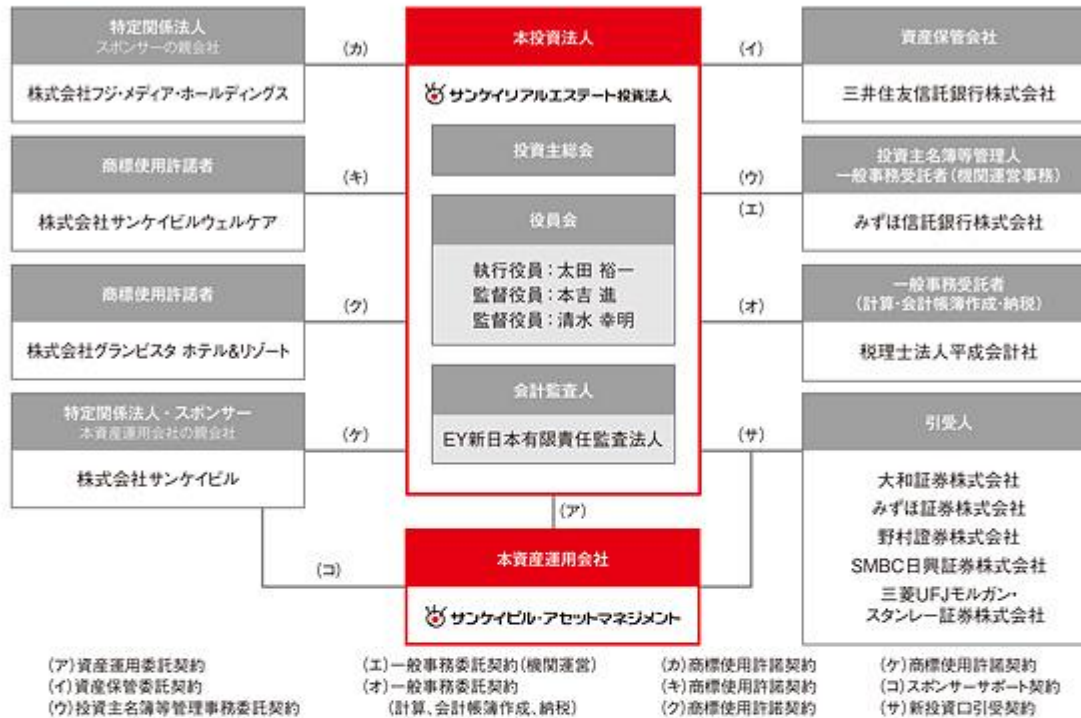 特定関係法人
スポンサーの親会社
株式会社フジ・メディア・ホールディングス
(カ)
商標使用許諾者
株式会社サンケイビルウェルケア
(キ)
商標使用許諾者
株式会社グランビスタ ホテル&リゾート
(ク)
特定関係法人・スポンサー
本資産運用会社の親会社
株式会社サンケイビル
(ケ)
(コ)
本投資法人
サンケイリアルエステート投資法人
投資主総会
役員会
執行役員:太田 裕一
監督役員:本吉 進
監督役員:清水 幸明
会計監査人
EY新日本有限責任監査法人
(ア)
本資産運用会社
サンケイビル・アセットマネジメント
(イ)
資産保管会社
三井住友信託銀行株式会社
(ウ)
(エ)
投資主名簿等管理人
一般事務受託者(機関運営事務)
みずほ信託銀行株式会社
(オ)
一般事務受託者
(計算・会計帳簿作成・納税)
税理士法人平成会計社
(サ)
引受人
大和証券株式会社
みずほ証券株式会社
野村證券株式会社
SMBC日興証券株式会社
三菱UFJモルガン・
スタンレー証券株式会社
(ア)資産運用委託契約
(イ)資産保管委託契約
(ウ)投資主名簿等管理事務委託契約
(エ)一般事務委託契約(機関運営)
(オ)一般事務委託契約
(計算、会計帳簿作成、納税)
(カ)商標使用許諾契約
(キ)商標使用許諾契約
(ク)商標使用許諾契約
(ケ)商標使用許諾契約
(コ)スポンサーサポート契約
(サ)新投資口引受契約